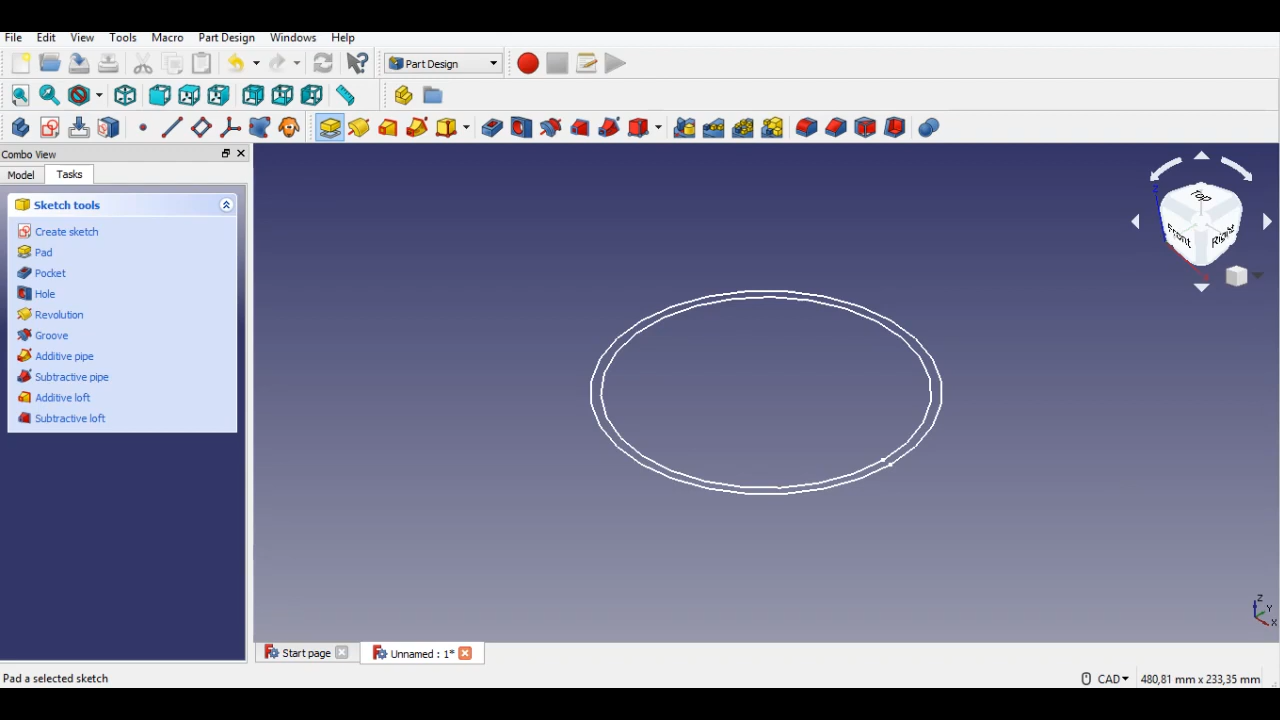 File Edit View Tools Macro Part Design Windows Help
Part Design
Combo View
Model Tasks
Sketch tools
Create sketch
Pad
Pocket
Hole
Revolution
Groove
Additive pipe
Subtractive pipe
Additive loft
Subtractive loft
Top
Front Right
Z
Z
Y
X
Start page Unnamed : 1*
Pad a selected sketch CAD 480,81 mm x 233,35 mm